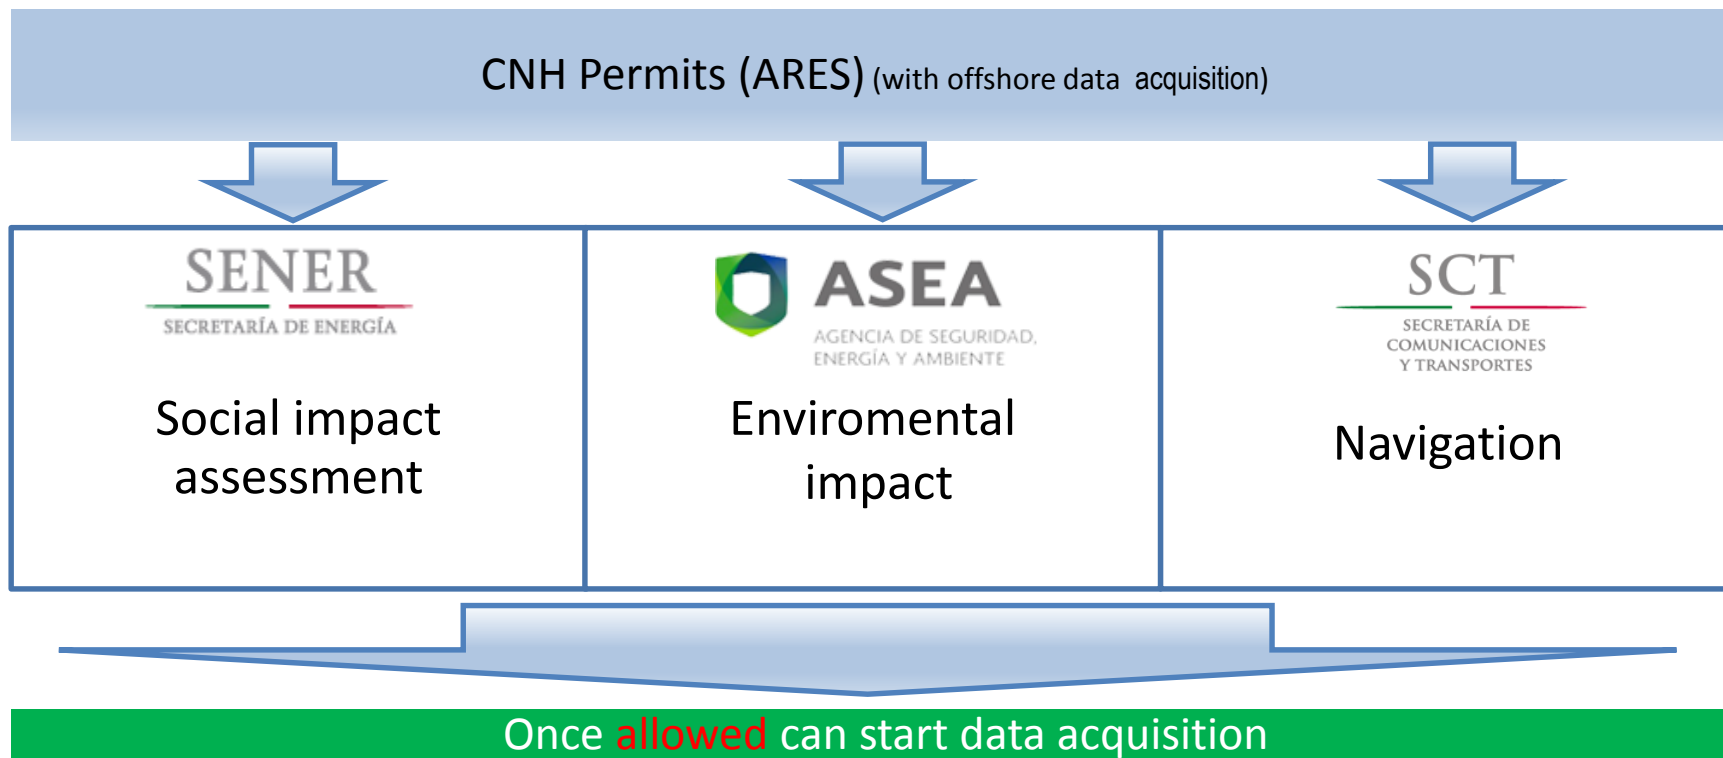 CNH Permits (ARES) (with offshore data acquisition)
SENER
SECRETARÍA DE ENERGÍA
Social impact
assessment
ASEA
AGENCIA DE SEGURIDAD,
ENERGÍA Y AMBIENTE
Enviromental
impact
SCT
SECRETARÍA DE
COMUNICACIONES
Y TRANSPORTES
Navigation
Once allowed can start data acquisition